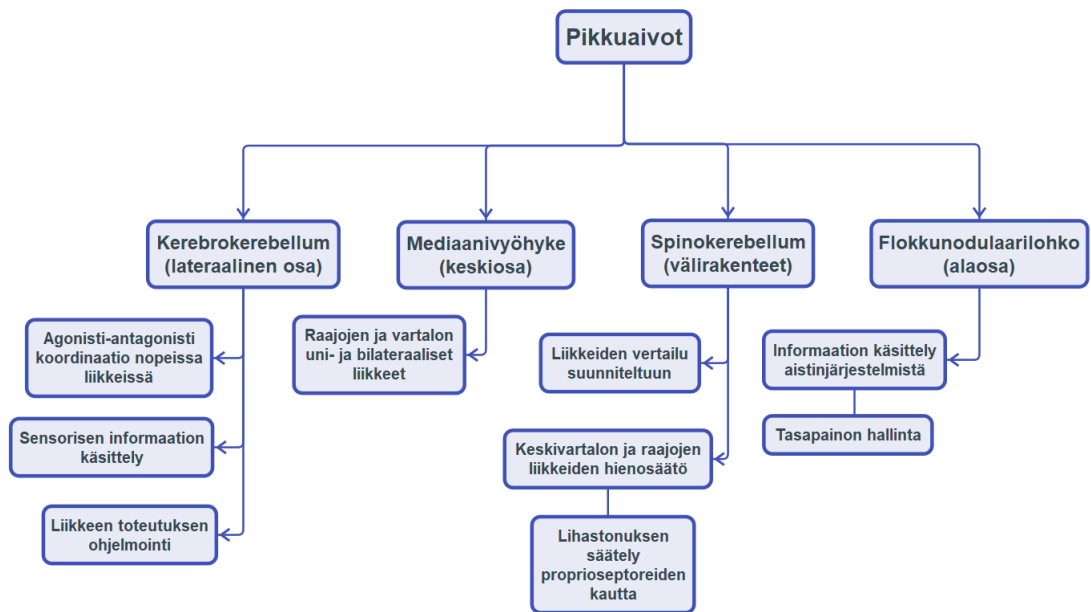 Pikkuaivot
Kerebrokerebellum
(lateraalinen osa)
Mediaanivyöhyke
(keskiosa)
Spinokerebellum
(välirakenteet)
Flokkunodulaarilohko
(alaosa)
Agonisti-antagonisti
koordinaatio nopeissa
liikkeissä
Sensorisen informaation
käsittely
Liikkeen toteutuksen
ohjelmointi
Raajojen ja vartalon
uni- ja bilateraaliset
liikkeet
Liikkeiden vertailu
suunniteltuun
Keskivartalon ja raajojen
liikkeiden hienosäätö
Lihastonuksen
säätely
proprioseptoreiden
kautta
Informaation käsittely
aistinjärjestelmistä
Tasapainon hallinta